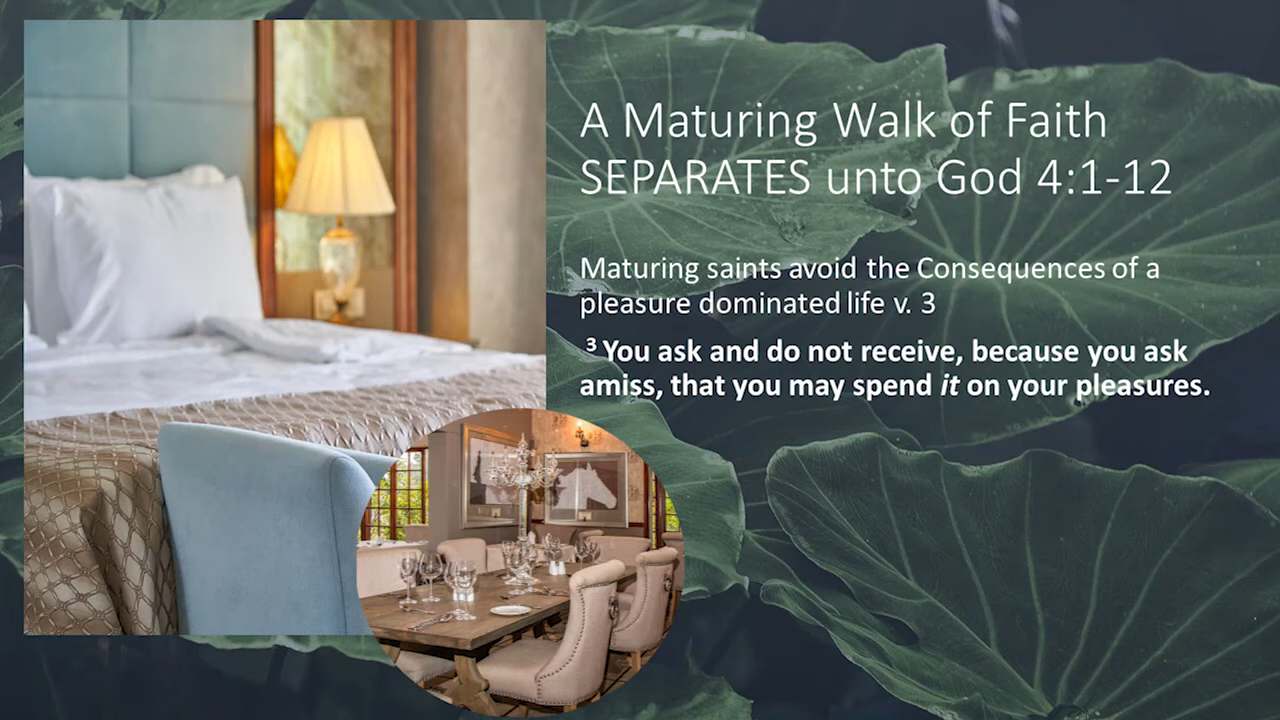 A Maturing Walk of Faith
SEPARATES unto God 4:1-12
Maturing saints avoid the Consequences of a
pleasure dominated life v. 3
³ You ask and do not receive, because you ask
amiss, that you may spend it on your pleasures.